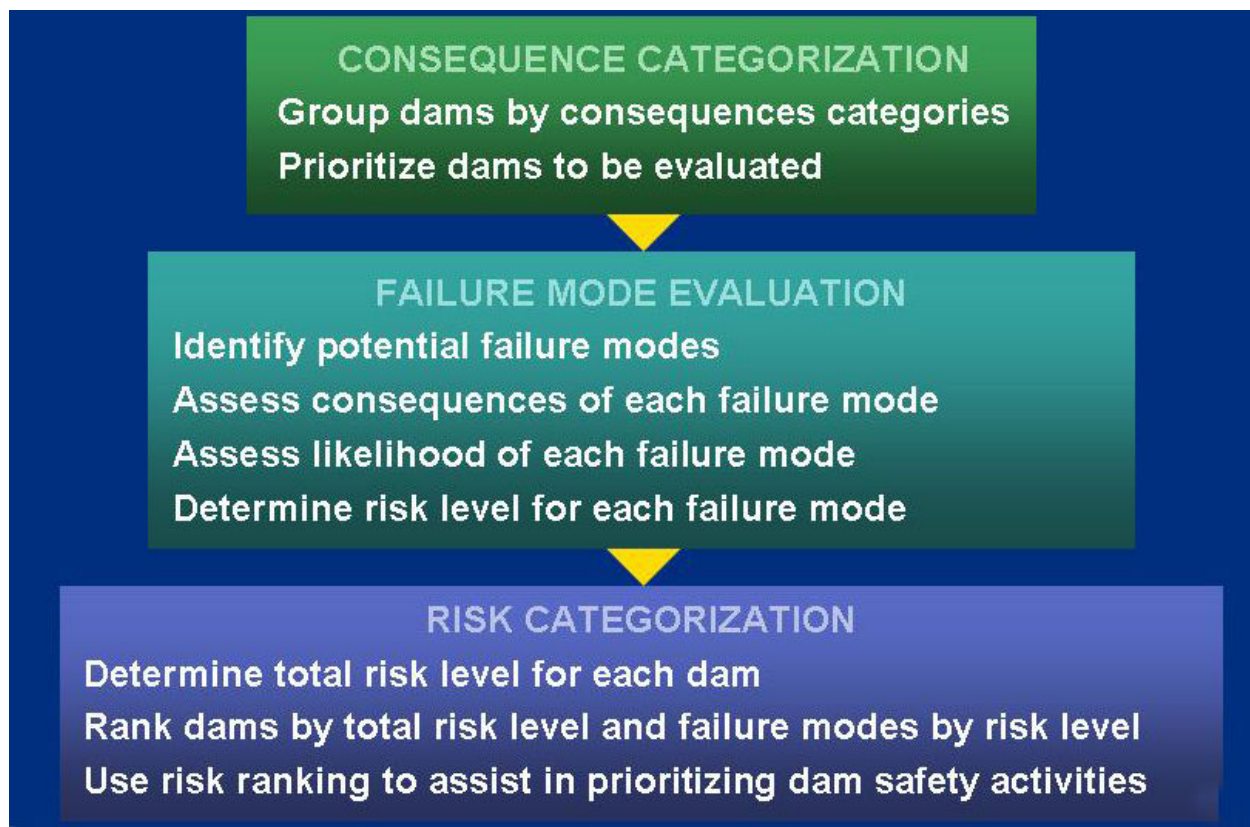 CONSEQUENCE CATEGORIZATION
Group dams by consequences categories
Prioritize dams to be evaluated
FAILURE MODE EVALUATION
Identify potential failure modes
Assess consequences of each failure mode
Assess likelihood of each failure mode
Determine risk level for each failure mode
RISK CATEGORIZATION
Determine total risk level for each dam
Rank dams by total risk level and failure modes by risk level
Use risk ranking to assist in prioritizing dam safety activities